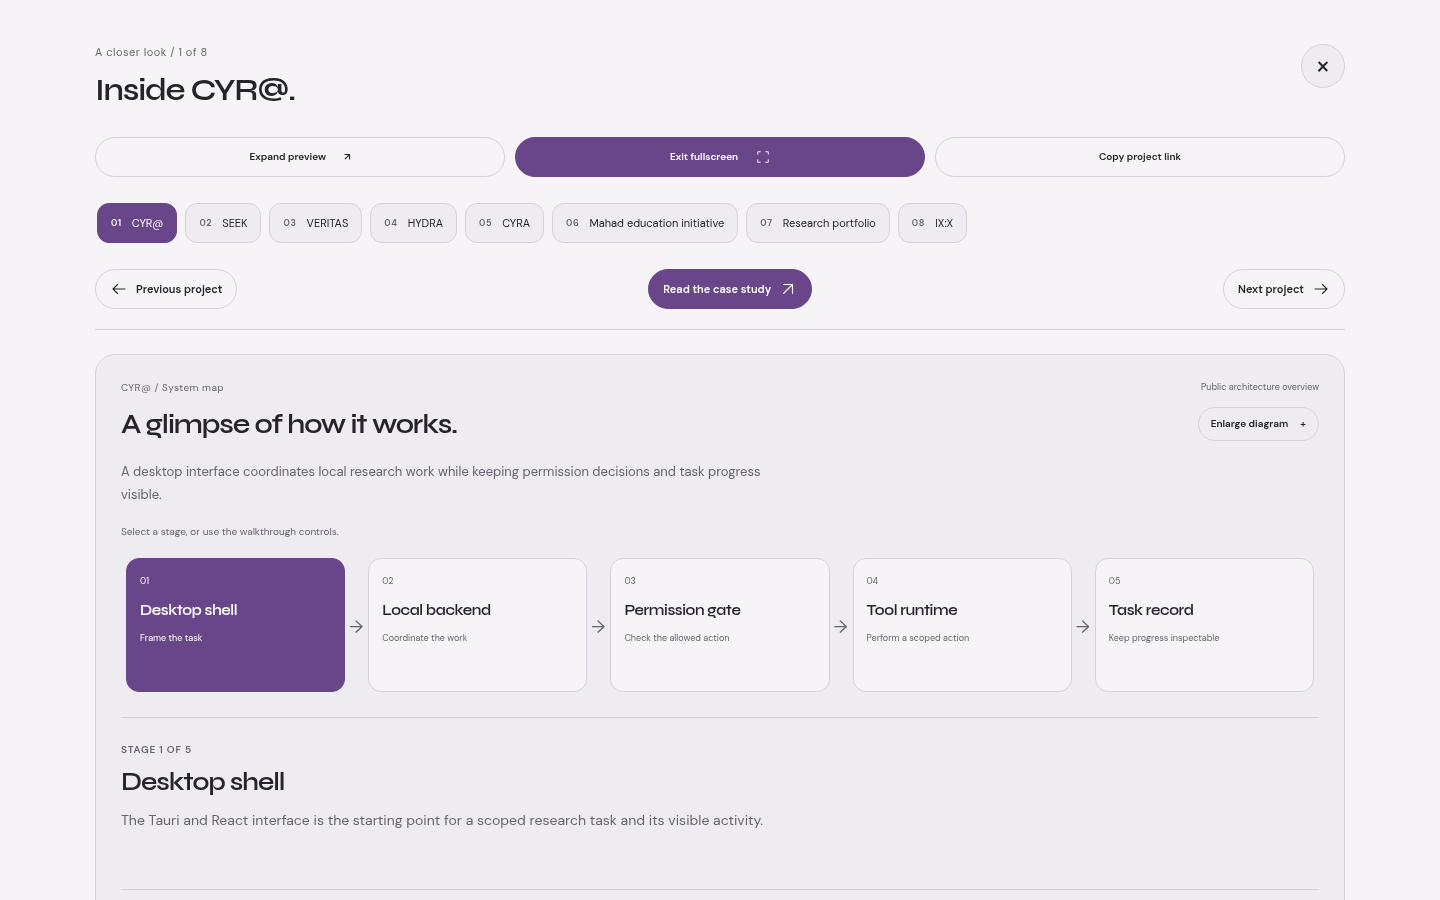 A closer look / 1 of 8
Inside CYR@.
Expand preview
Exit fullscreen
Copy project link
01 CYR@
02 SEEK
03 VERITAS
04 HYDRA
05 CYRA
06 Mahad education initiative
07 Research portfolio
08 IX:X
Previous project
Read the case study
Next project
CYR@ / System map
Public architecture overview
A glimpse of how it works.
Enlarge diagram +
A desktop interface coordinates local research work while keeping permission decisions and task progress
visible.
Select a stage, or use the walkthrough controls.
01
Desktop shell
Frame the task
02
Local backend
Coordinate the work
03
Permission gate
Check the allowed action
04
Tool runtime
Perform a scoped action
05
Task record
Keep progress inspectable
STAGE 1 OF 5
Desktop shell
The Tauri and React interface is the starting point for a scoped research task and its visible activity.